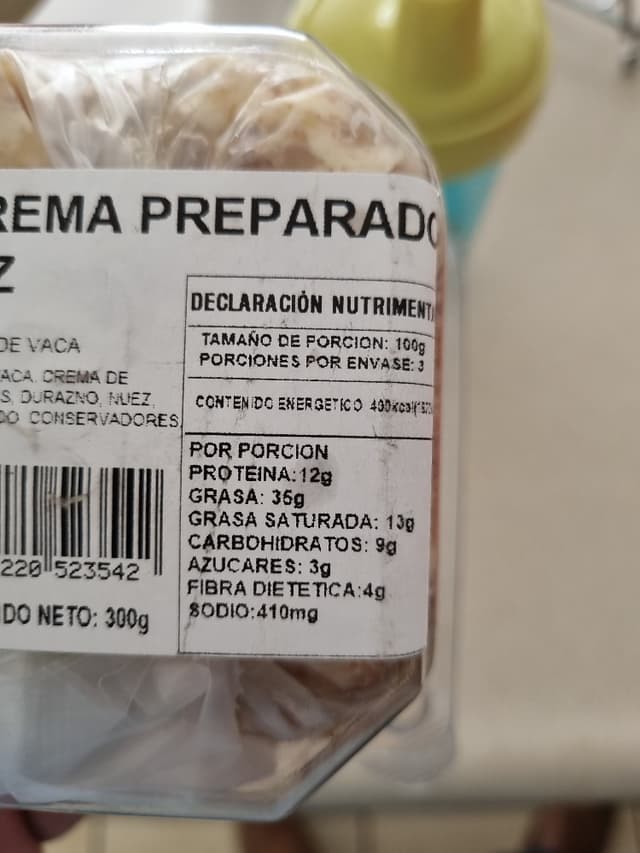 REMA PREPARADO
Z
DE VACA
ACA. CREMA DE
S, DURAZNO, NUEZ,
DO CONSERVADORES,
220 523542
DO NETO: 300g
DECLARACIÓN NUTRIMENTA
TAMAÑO DE PORCION: 100g
PORCIONES POR ENVASE: 3
CONTENIDO ENERGETICO 400kcal
POR PORCION
PROTEINA:12g
GRASA: 35g
GRASA SATURADA: 13g
CARBOHIDRATOS: 9g
AZUCARES: 3g
FIBRA DIETETICA:4g
SODIO:410mg